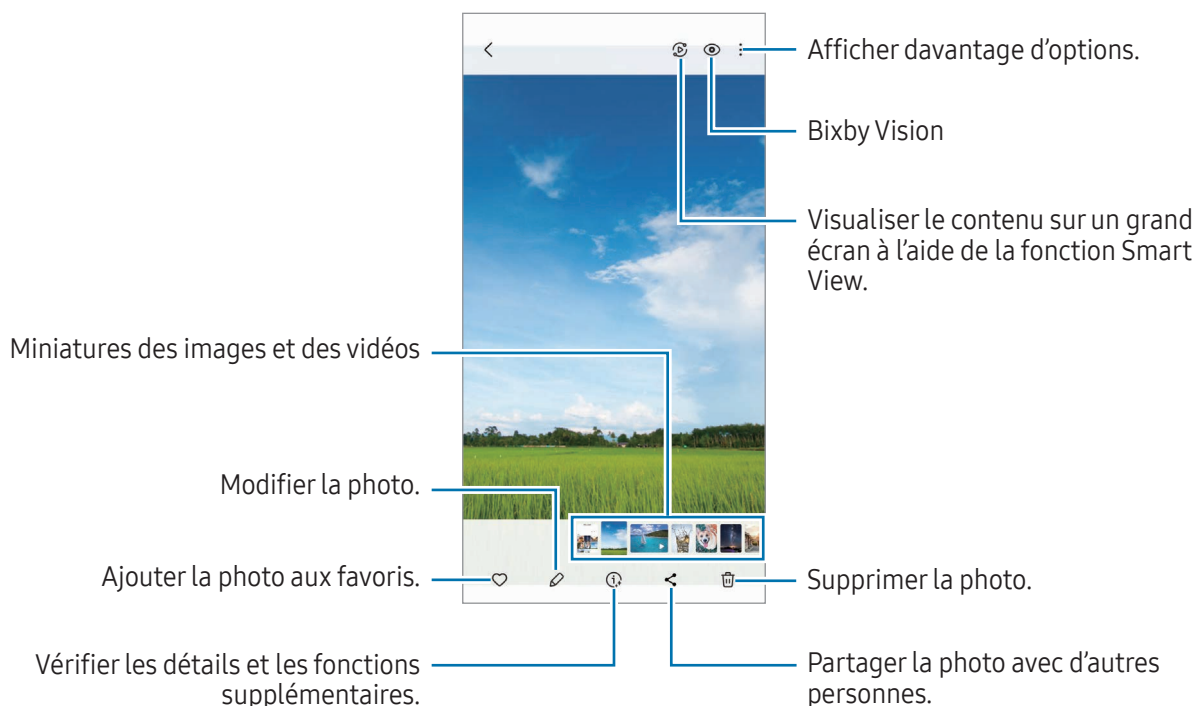 Afficher davantage d’options.
Bixby Vision
Visualiser le contenu sur un grand
écran à l’aide de la fonction Smart
View.
Miniatures des images et des vidéos
Modifier la photo.
Ajouter la photo aux favoris.
Supprimer la photo.
Vérifier les détails et les fonctions
supplémentaires.
Partager la photo avec d’autres
personnes.